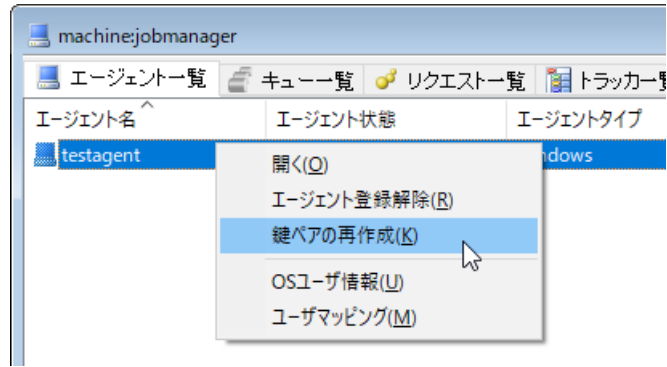 machine:jobmanager
エージェント一覧 キュー一覧 リクエスト一覧 トラッカー一覧
エージェント名 エージェント状態 エージェントタイプ
testagent ndows
開く(O)
エージェント登録解除(R)
鍵ペアの再作成(K)
OSユーザ情報(U)
ユーザマッピング(M)